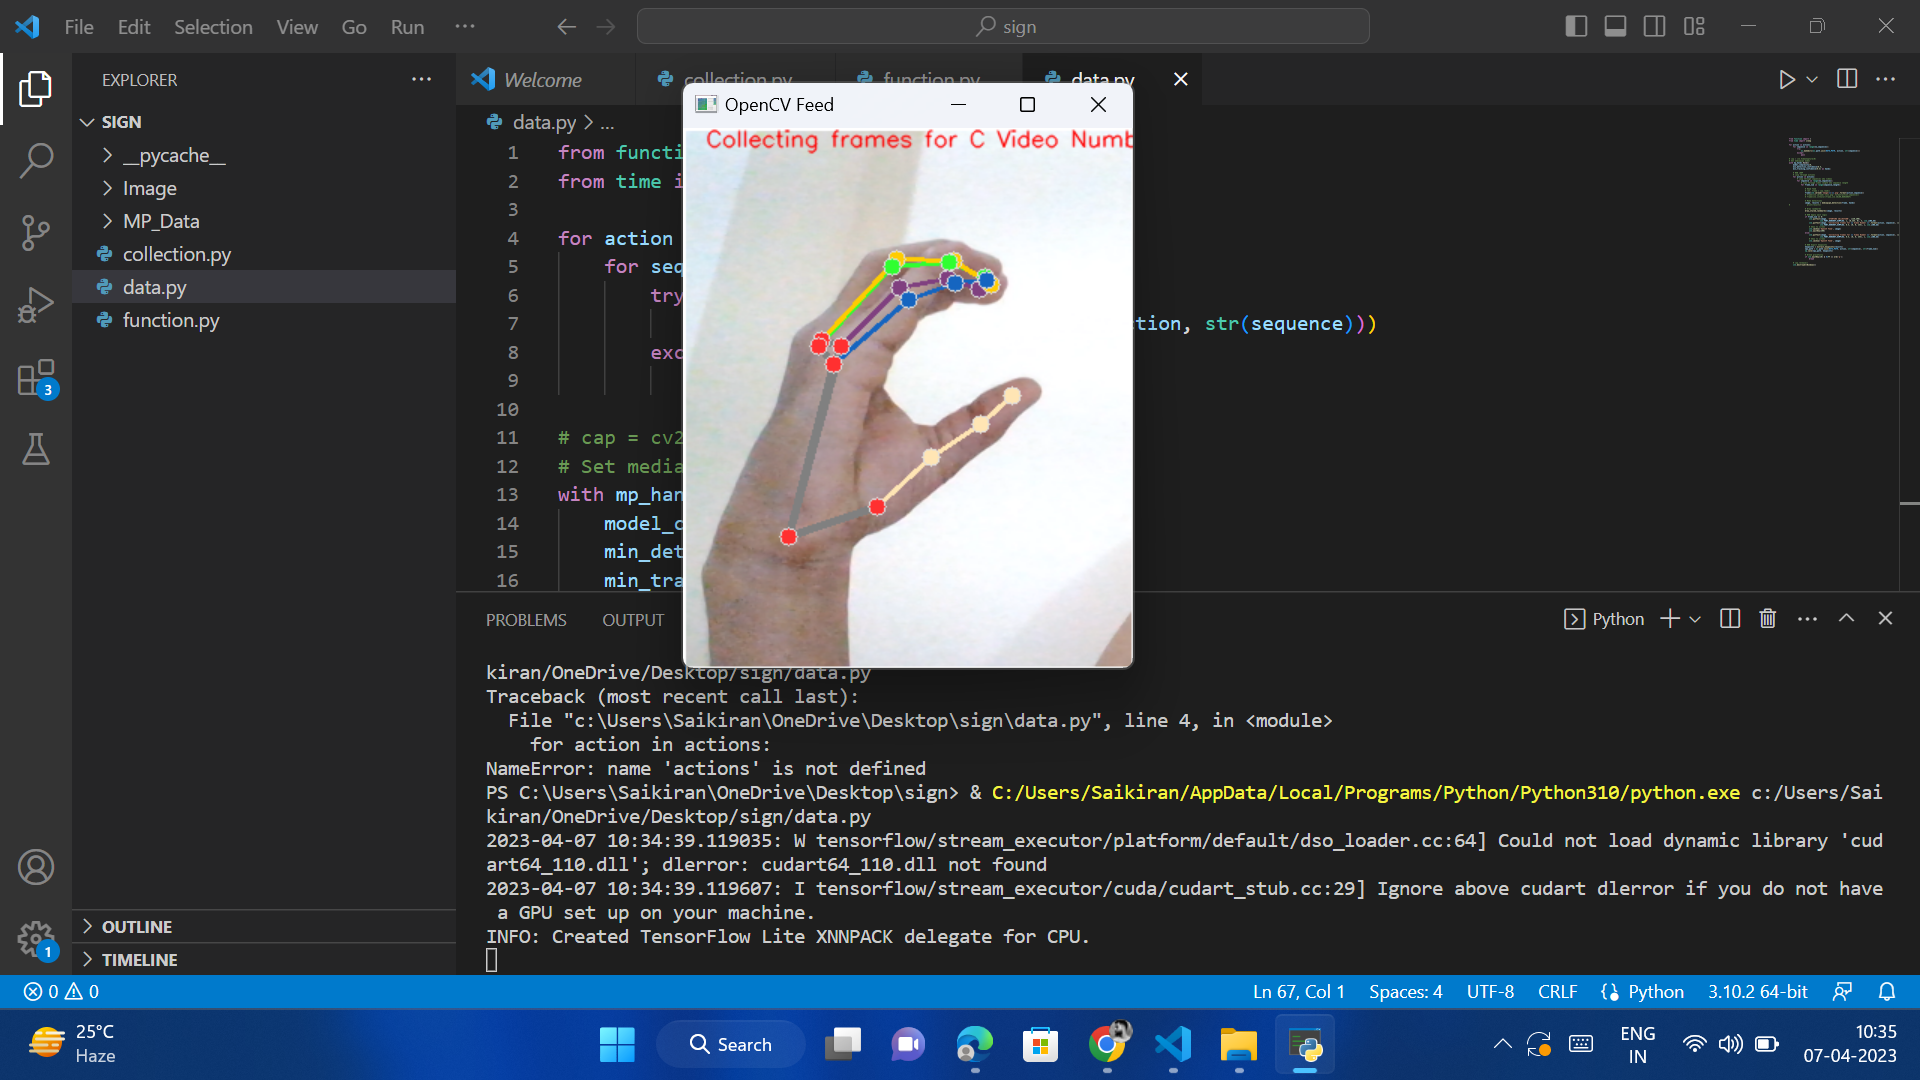 File Edit Selection View Go Run ···
sign
EXPLORER
SIGN
__pycache__
Image
MP_Data
collection.py
data.py
function.py
OUTLINE
TIMELINE
Welcome collection.py function.py data.py
data.py > ...
1 from functi
2 from time i
3
4 for action
5 for seq
6 try
7 tion, str(sequence)))
8 exc
9
10
11 # cap = cv2
12 # Set media
13 with mp_han
14 model_c
15 min_det
16 min_tra
OpenCV Feed
Collecting frames for C Video Numb
PROBLEMS OUTPUT
Python
kiran/OneDrive/Desktop/sign/data.py
Traceback (most recent call last):
File "c:\Users\Saikiran\OneDrive\Desktop\sign\data.py", line 4, in <module>
for action in actions:
NameError: name 'actions' is not defined
PS C:\Users\Saikiran\OneDrive\Desktop\sign> & C:/Users/Saikiran/AppData/Local/Programs/Python/Python310/python.exe c:/Users/Sai
kiran/OneDrive/Desktop/sign/data.py
2023-04-07 10:34:39.119035: W tensorflow/stream_executor/platform/default/dso_loader.cc:64] Could not load dynamic library 'cud
art64_110.dll'; dlerror: cudart64_110.dll not found
2023-04-07 10:34:39.119607: I tensorflow/stream_executor/cuda/cudart_stub.cc:29] Ignore above cudart dlerror if you do not have
a GPU set up on your machine.
INFO: Created TensorFlow Lite XNNPACK delegate for CPU.
3
1
0 0
Ln 67, Col 1 Spaces: 4 UTF-8 CRLF Python 3.10.2 64-bit
25°C
Haze
Search
ENG
IN
10:35
07-04-2023